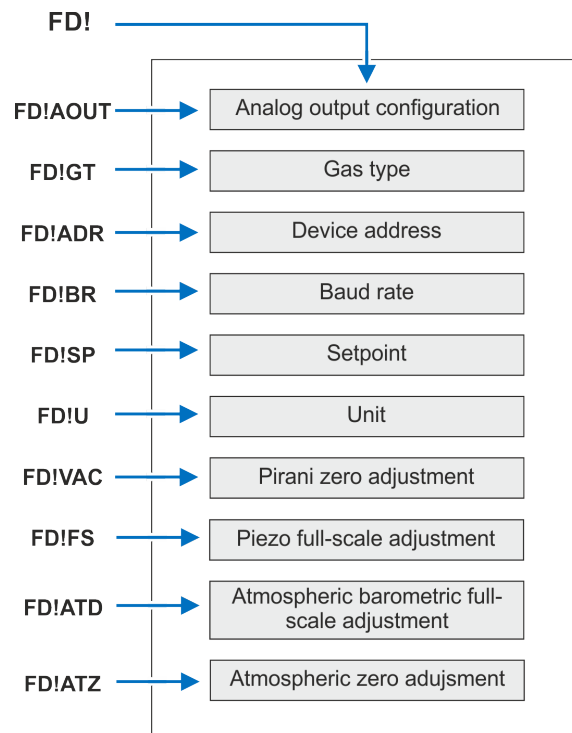 FD!
FD!AOUT Analog output configuration
FD!GT Gas type
FD!ADR Device address
FD!BR Baud rate
FD!SP Setpoint
FD!U Unit
FD!VAC Pirani zero adjustment
FD!FS Piezo full-scale adjustment
FD!ATD Atmospheric barometric full-
scale adjustment
FD!ATZ Atmospheric zero adujsment